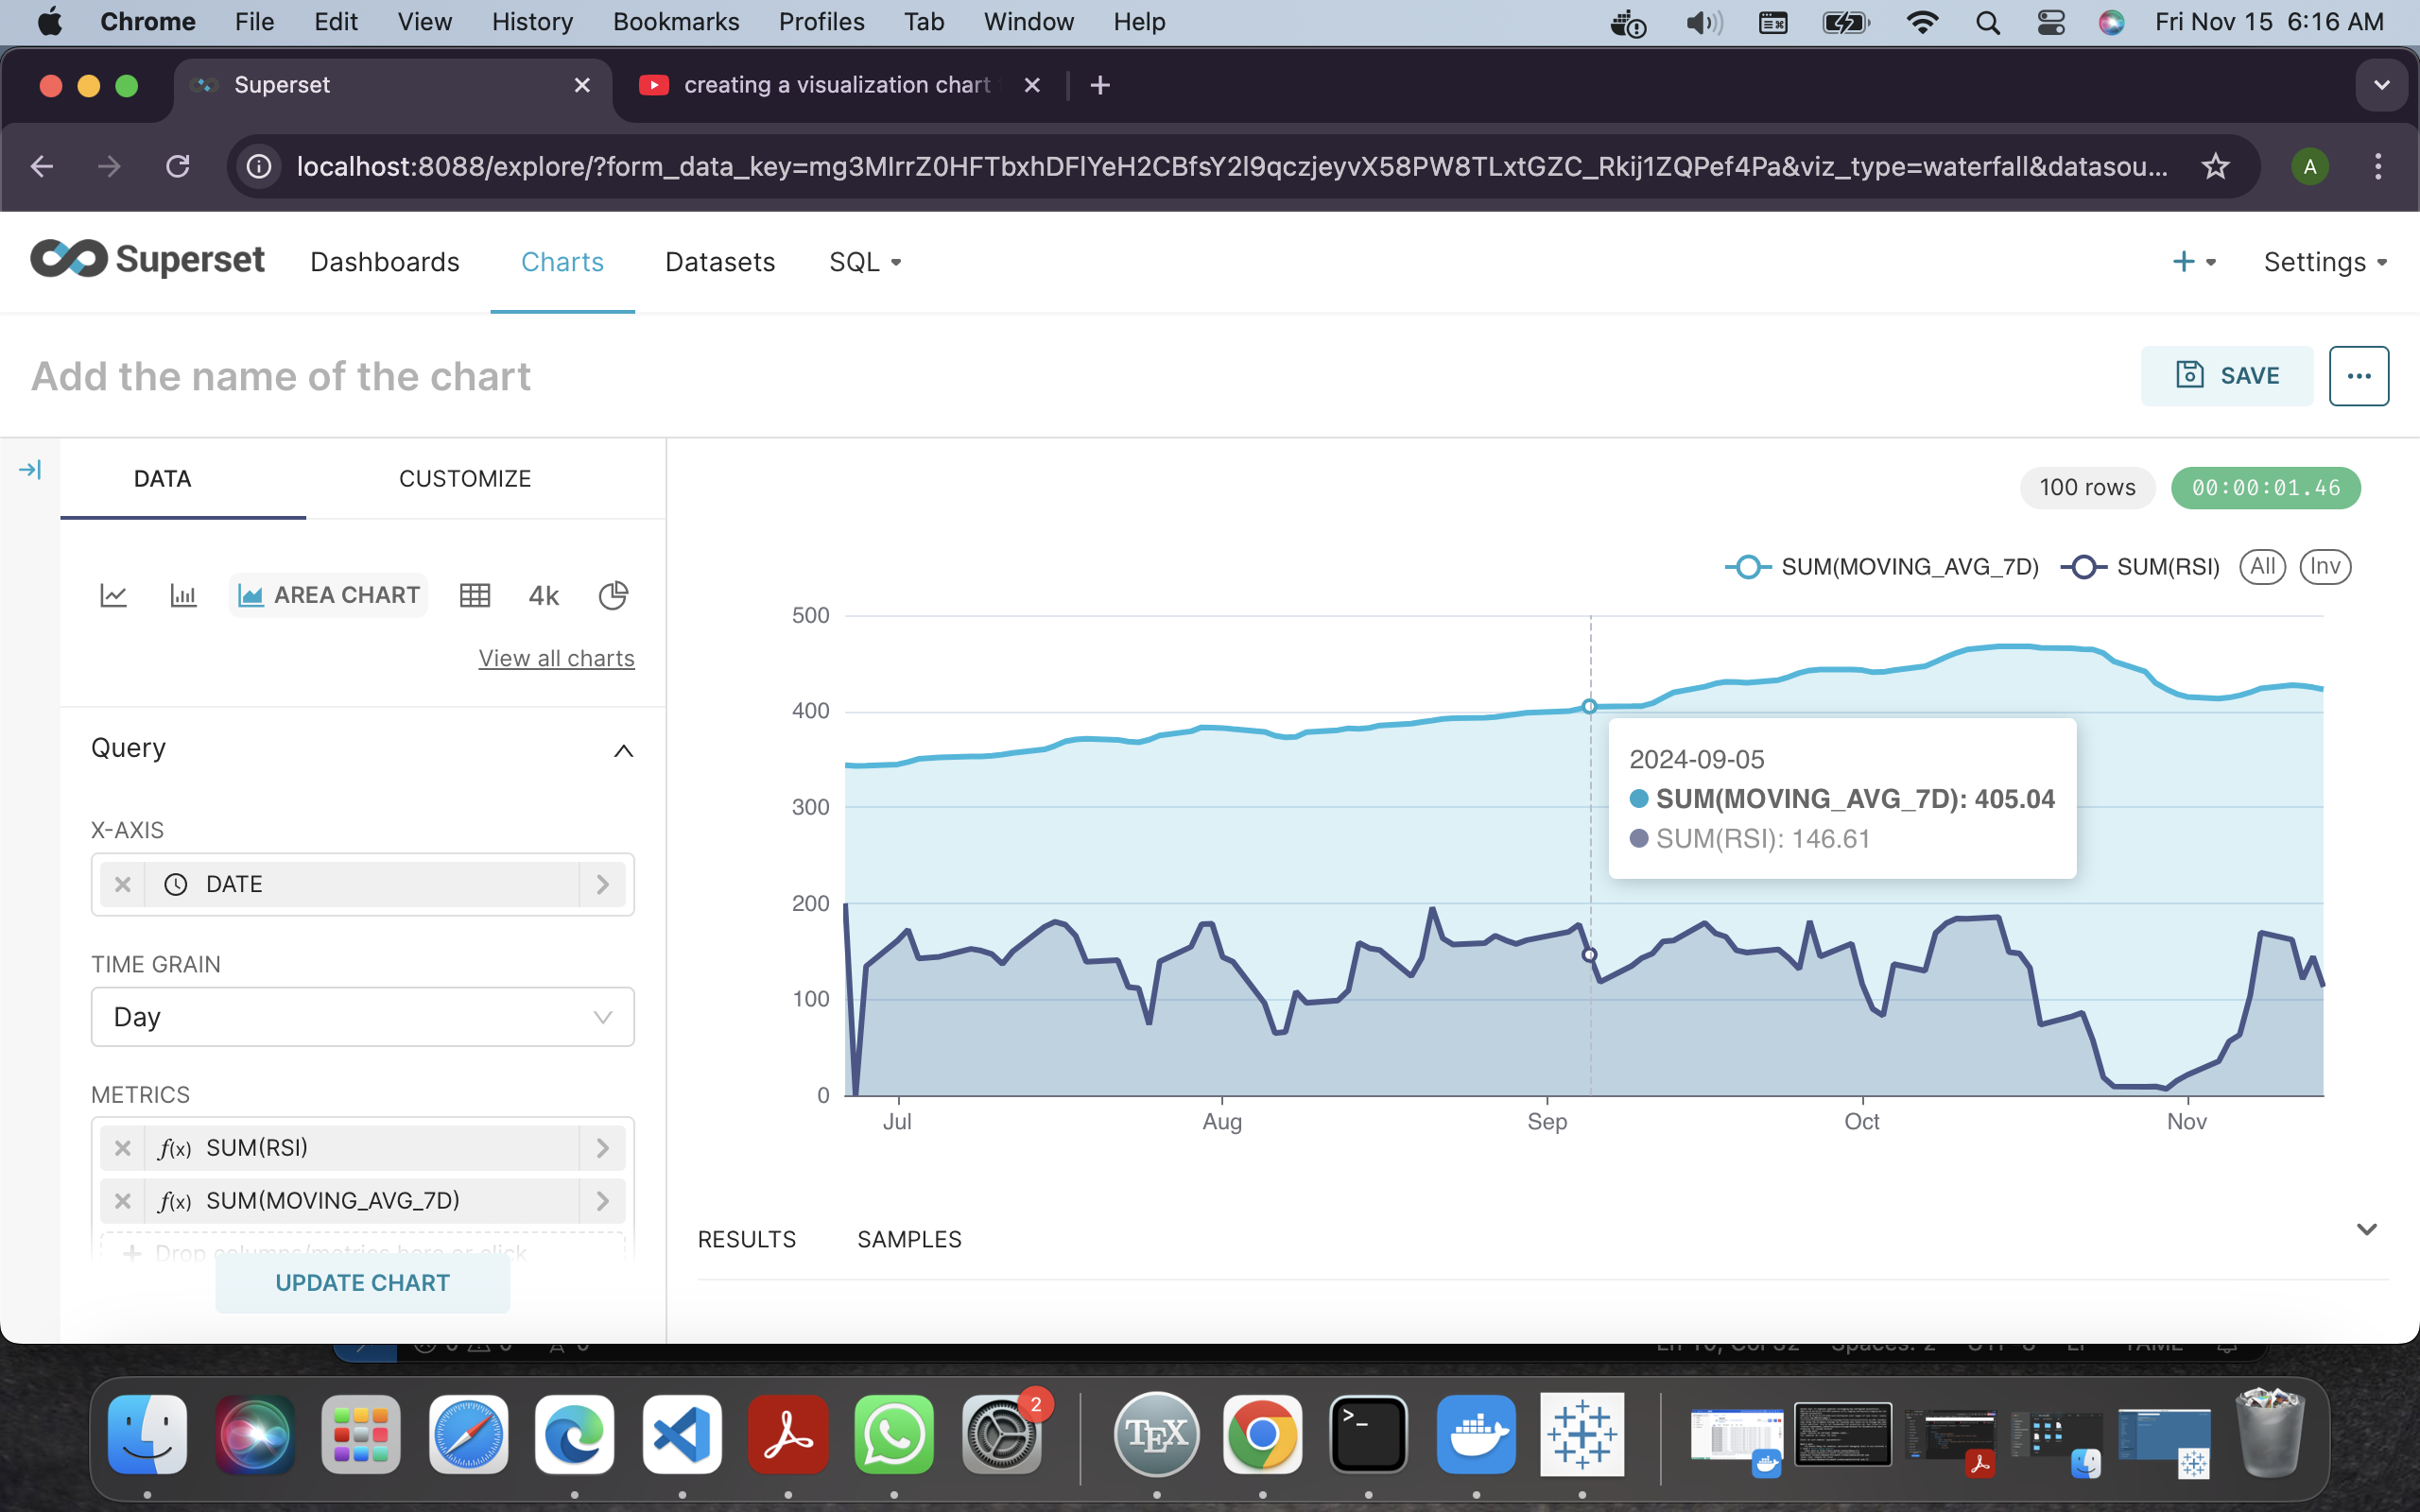 Chrome File Edit View History Bookmarks Profiles Tab Window Help Fri Nov 15 6:16 AM
Superset creating a visualization chart
localhost:8088/explore/?form_data_key=mg3MIrrZ0HFTbxhDFlYeH2CBfsY2l9qczjeyvX58PW8TLxtGZC_Rkij1ZQPef4Pa&viz_type=waterfall&datasou... A
Superset Dashboards Charts Datasets SQL + Settings
Add the name of the chart SAVE ...
DATA CUSTOMIZE
100 rows 00:00:01.46
SUM(MOVING_AVG_7D) SUM(RSI) All Inv
AREA CHART 4k
View all charts
Query
X-AXIS
DATE
TIME GRAIN
Day
METRICS
f(x) SUM(RSI)
f(x) SUM(MOVING_AVG_7D)
+ Drop columns/metrics here or click
UPDATE CHART
500
400
300
200
100
0
Jul Aug Sep Oct Nov
2024-09-05
SUM(MOVING_AVG_7D): 405.04
SUM(RSI): 146.61
RESULTS SAMPLES
2
TEX
>_